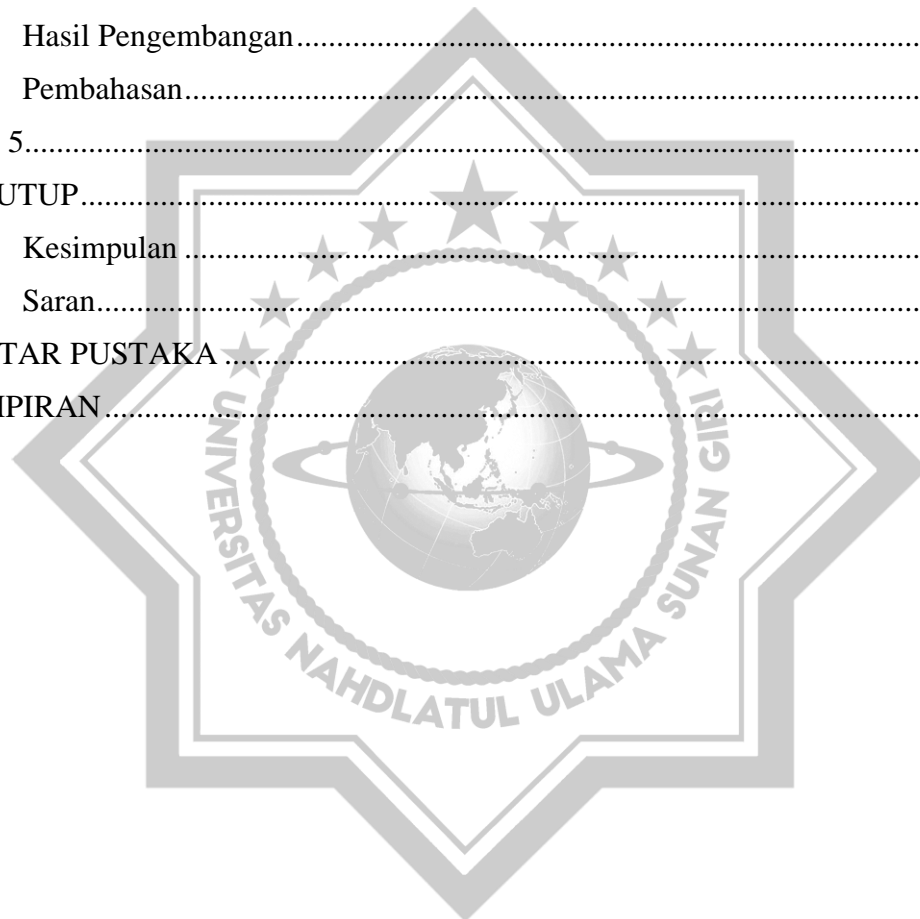 Hasil Pengembangan....................................................................................
Pembahasan..................................................................................................
5......................................................................................................................
UTUP............................................................................................................
Kesimpulan ..................................................................................................
Saran.............................................................................................................
TAR PUSTAKA ..........................................................................................
IPIRAN.........................................................................................................
UNIVERSITAS NAHDLATUL ULAMA SUNAN GIRI